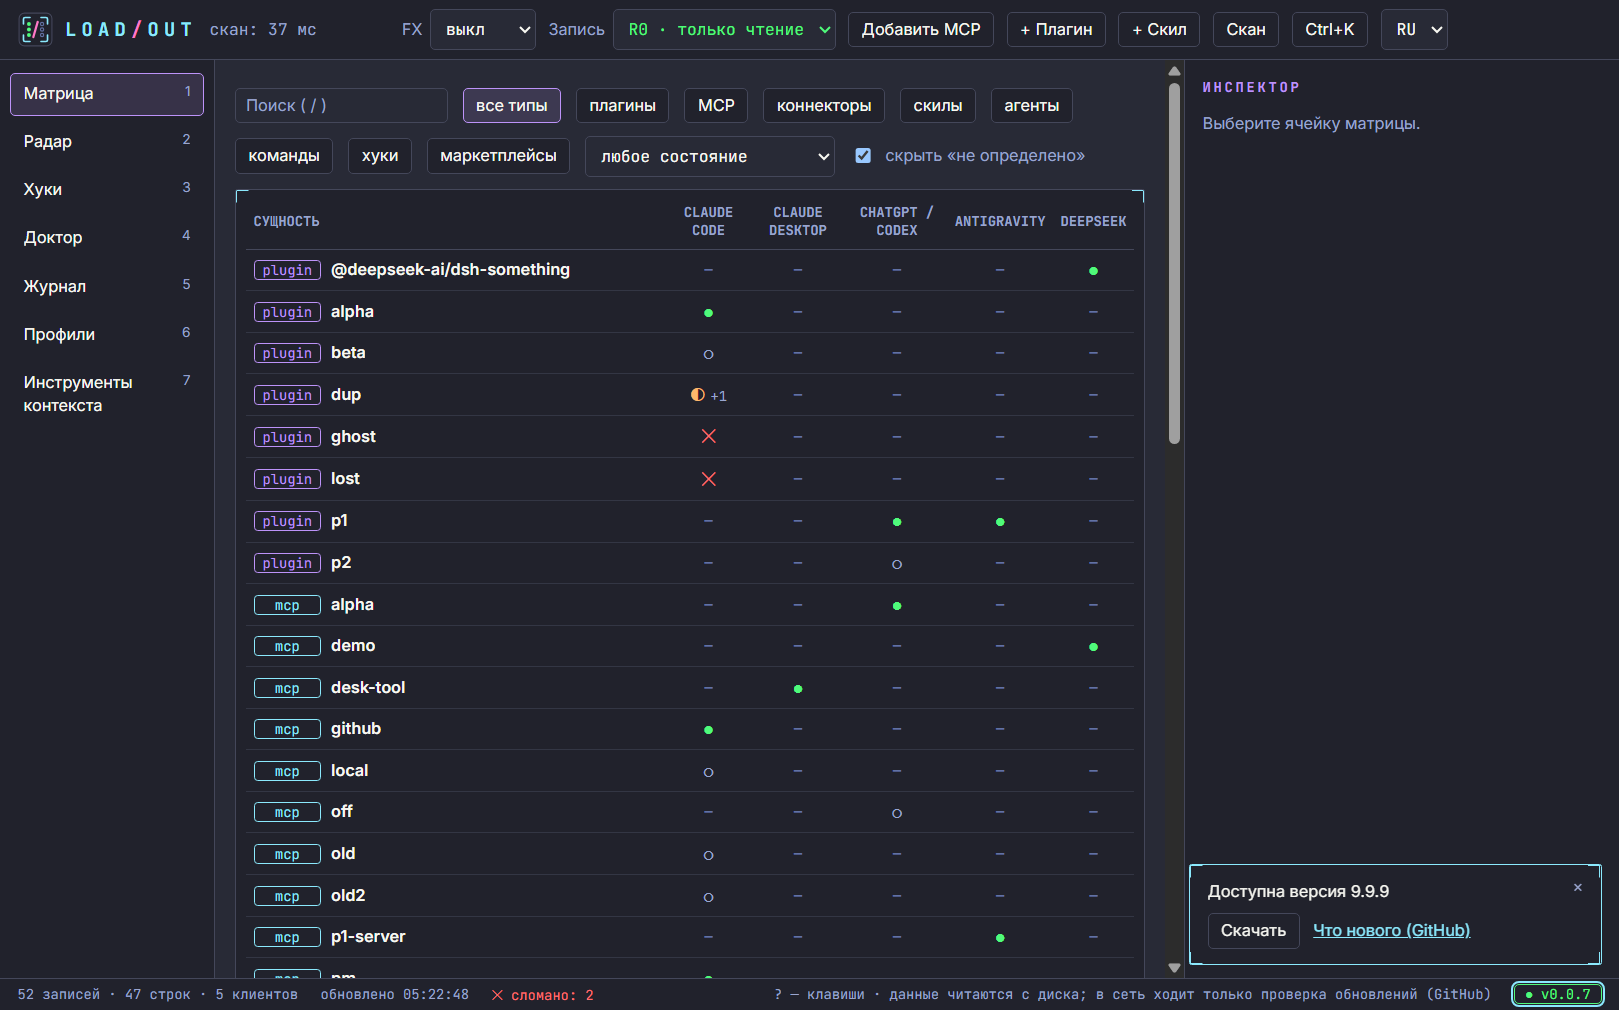 LOAD/OUT скан: 37 мс FX выкл Запись R0 · только чтение Добавить MCP + Плагин + Скил Скан Ctrl+K RU
Матрица 1
Радар 2
Хуки 3
Доктор 4
Журнал 5
Профили 6
Инструменты контекста 7
Поиск ( / ) все типы плагины MCP коннекторы скилы агенты
команды хуки маркетплейсы любое состояние скрыть «не определено»
СУЩНОСТЬ CLAUDE CODE CLAUDE DESKTOP CHATGPT / CODEX ANTIGRAVITY DEEPSEEK
plugin @deepseek-ai/dsh-something — — — — ●
plugin alpha ● — — — —
plugin beta ○ — — — —
plugin dup ◐ +1 — — — —
plugin ghost ✕ — — — —
plugin lost ✕ — — — —
plugin p1 — — ● ● —
plugin p2 — — ○ — —
mcp alpha — — ● — —
mcp demo — — — — ●
mcp desk-tool — ● — — —
mcp github ● — — — —
mcp local ○ — — — —
mcp off — — ○ — —
mcp old ○ — — — —
mcp old2 ○ — — — —
mcp p1-server — — — ● —
ИНСПЕКТОР
Выберите ячейку матрицы.
Доступна версия 9.9.9 ×
Скачать Что нового (GitHub)
52 записей · 47 строк · 5 клиентов обновлено 05:22:48 ✕ сломано: 2 ? — клавиши · данные читаются с диска; в сеть ходит только проверка обновлений (GitHub) ● v0.0.7